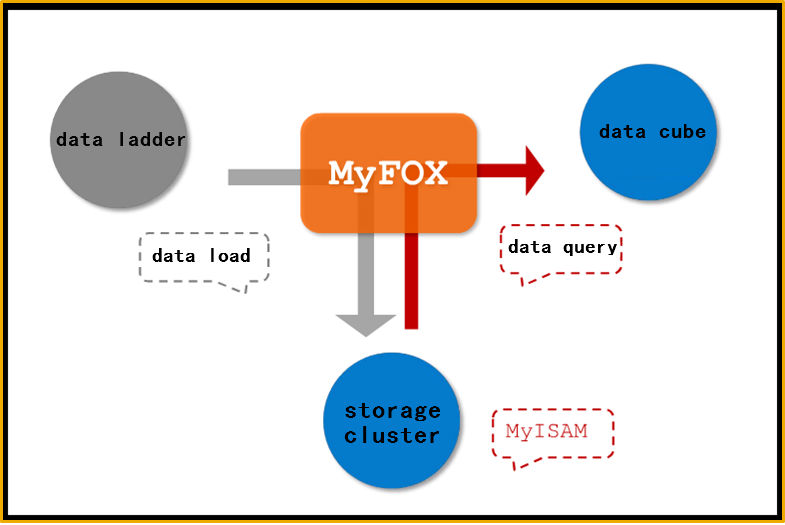 data ladder
MyFOX
data cube
data load
data query
storage
cluster
MyISAM